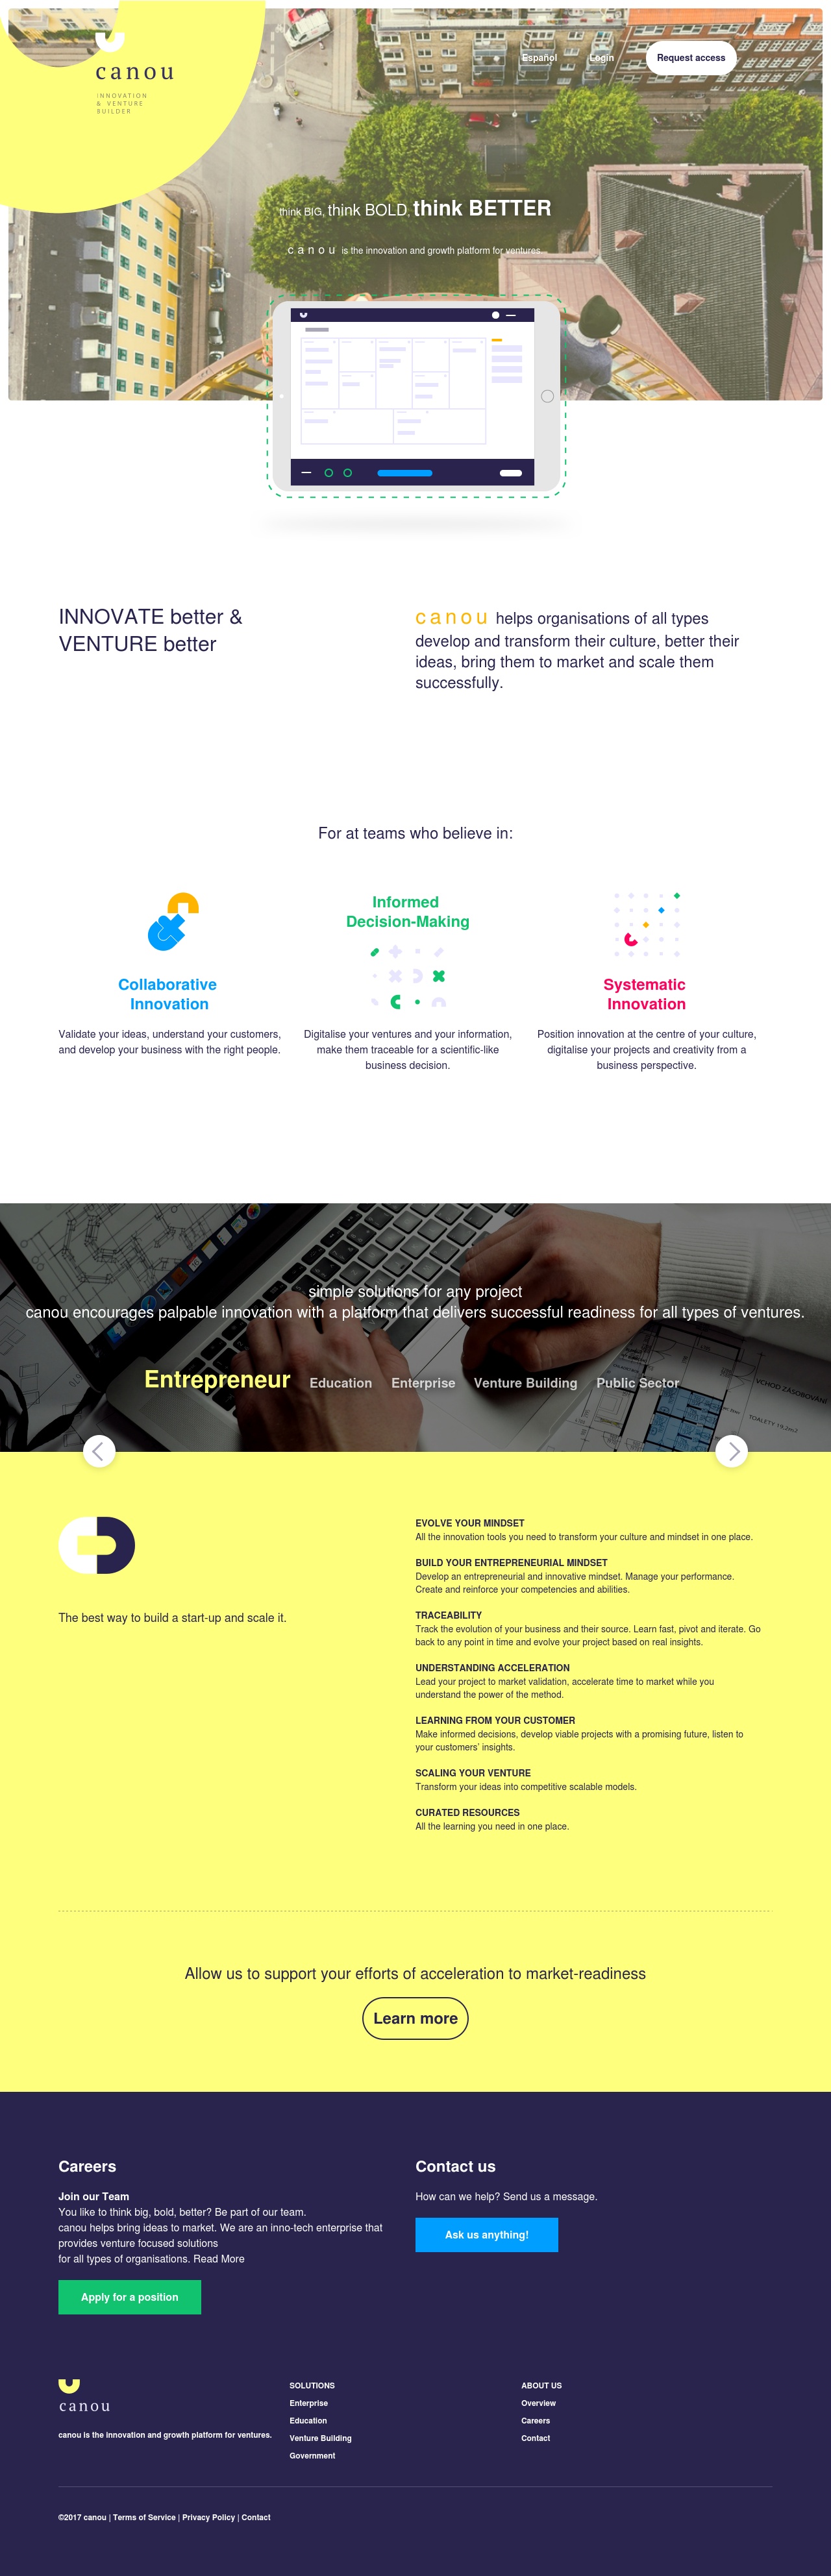 canou
INNOVATION
& VENTURE
BUILDER
Español Login Request access
think BIG, think BOLD, think BETTER
canou is the innovation and growth platform for ventures.
INNOVATE better &
VENTURE better
canou helps organisations of all types
develop and transform their culture, better their
ideas, bring them to market and scale them
successfully.
For at teams who believe in:
Collaborative
Innovation
Validate your ideas, understand your customers,
and develop your business with the right people.
Informed
Decision-Making
Digitalise your ventures and your information,
make them traceable for a scientific-like
business decision.
Systematic
Innovation
Position innovation at the centre of your culture,
digitalise your projects and creativity from a
business perspective.
simple solutions for any project
canou encourages palpable innovation with a platform that delivers successful readiness for all types of ventures.
Entrepreneur Education Enterprise Venture Building Public Sector
VCHOD ZASOBOVANÍ
TOALETY 19.2m2
The best way to build a start-up and scale it.
EVOLVE YOUR MINDSET
All the innovation tools you need to transform your culture and mindset in one place.
BUILD YOUR ENTREPRENEURIAL MINDSET
Develop an entrepreneurial and innovative mindset. Manage your performance.
Create and reinforce your competencies and abilities.
TRACEABILITY
Track the evolution of your business and their source. Learn fast, pivot and iterate. Go
back to any point in time and evolve your project based on real insights.
UNDERSTANDING ACCELERATION
Lead your project to market validation, accelerate time to market while you
understand the power of the method.
LEARNING FROM YOUR CUSTOMER
Make informed decisions, develop viable projects with a promising future, listen to
your customers' insights.
SCALING YOUR VENTURE
Transform your ideas into competitive scalable models.
CURATED RESOURCES
All the learning you need in one place.
Allow us to support your efforts of acceleration to market-readiness
Learn more
Careers
Join our Team
You like to think big, bold, better? Be part of our team.
canou helps bring ideas to market. We are an inno-tech enterprise that
provides venture focused solutions
for all types of organisations. Read More
Apply for a position
Contact us
How can we help? Send us a message.
Ask us anything!
canou
canou is the innovation and growth platform for ventures.
SOLUTIONS
Enterprise
Education
Venture Building
Government
ABOUT US
Overview
Careers
Contact
©2017 canou | Terms of Service | Privacy Policy | Contact